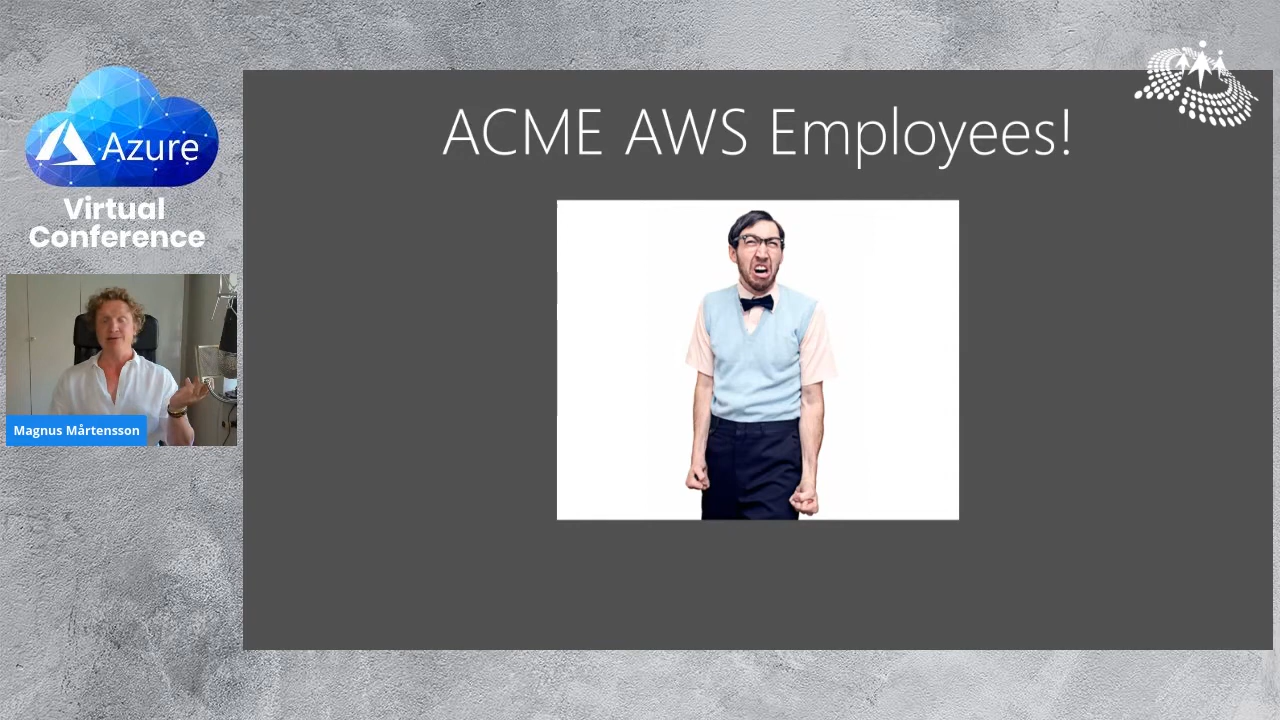 ACME AWS Employees!
Azure
Virtual
Conference
Magnus Mårtensson